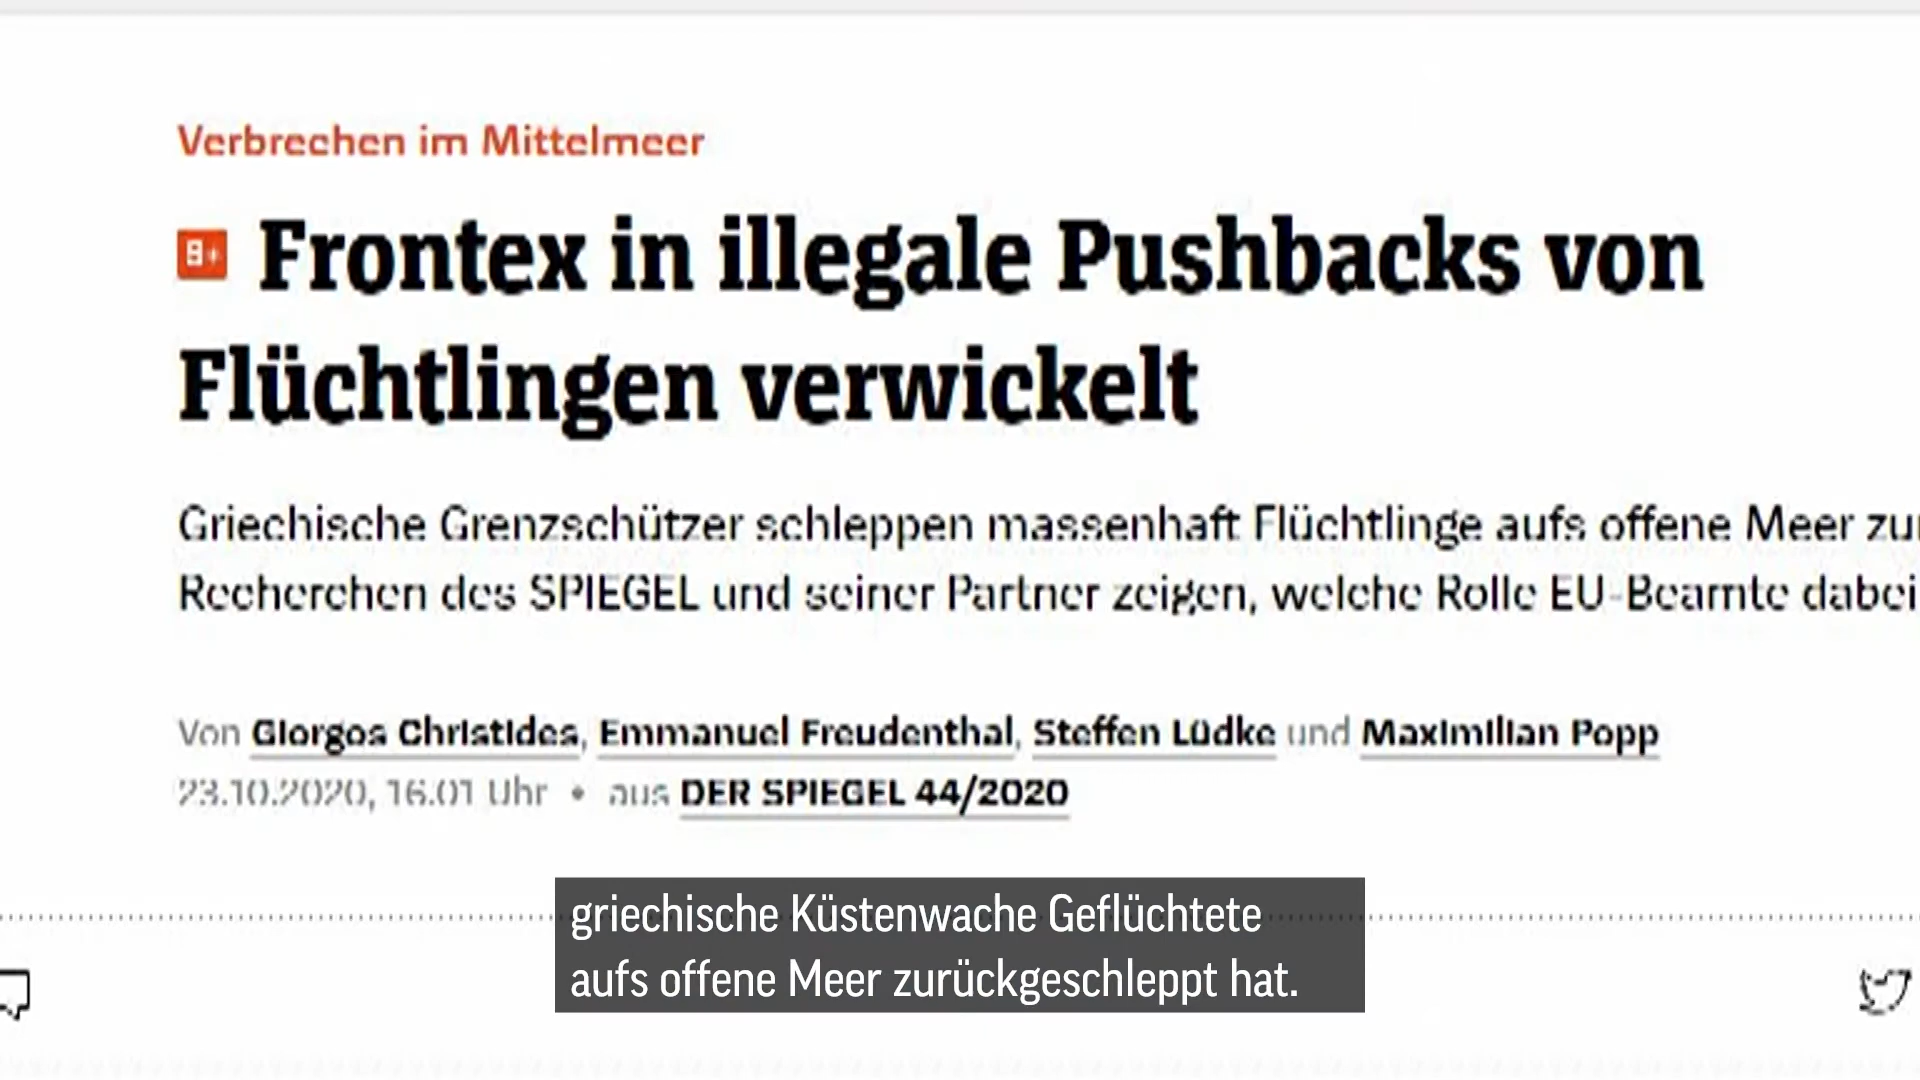 Verbrechen im Mittelmeer
S+ Frontex in illegale Pushbacks von
Flüchtlingen verwickelt
Griechische Grenzschützer schleppen massenhaft Flüchtlinge aufs offene Meer
Recherchen des SPIEGEL und seiner Partner zeigen, welche Rolle EU-Beamte dabei
Von Giorgos Christides, Emmanuel Freudenthal, Steffen Lüdke und Maximilian Popp
23.10.2020, 16.01 Uhr • aus DER SPIEGEL 44/2020
griechische Küstenwache Geflüchtete
aufs offene Meer zurückgeschleppt hat.